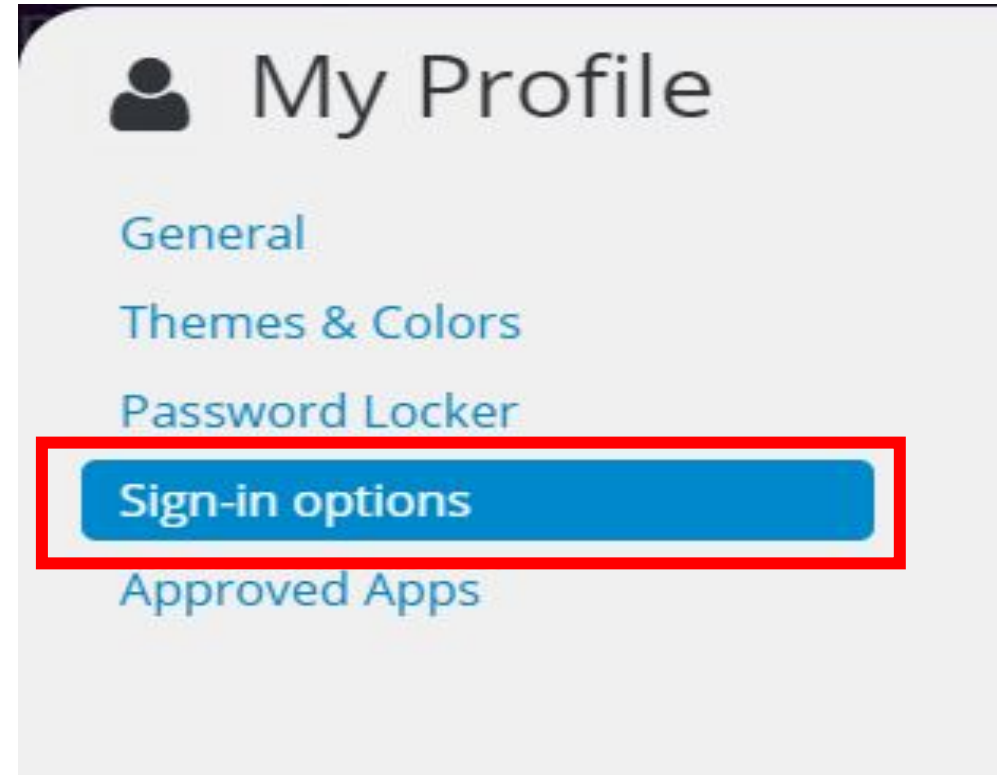 My Profile
General
Themes & Colors
Password Locker
Sign-in options
Approved Apps